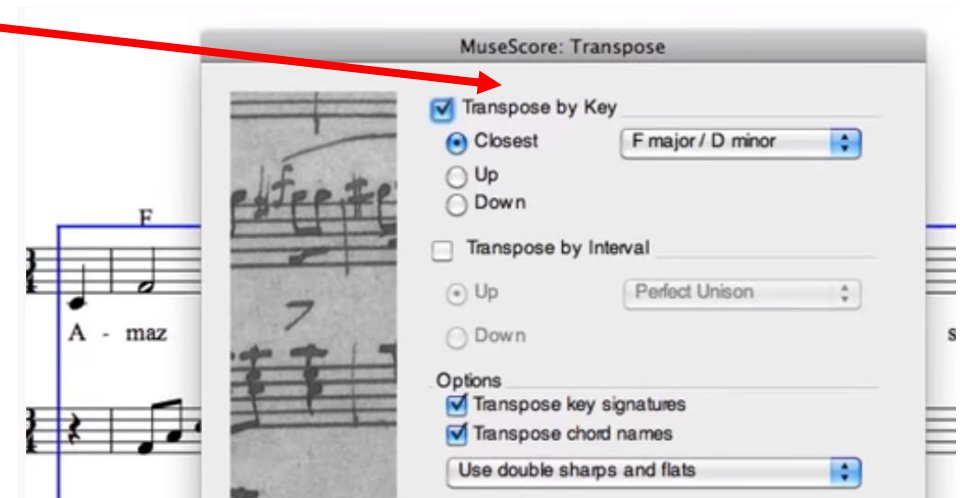 MuseScore: Transpose
Transpose by Key
Closest F major / D minor
Up
Down
F
Transpose by Interval
Up Perfect Unison
A - maz s
Down
Options
Transpose key signatures
Transpose chord names
Use double sharps and flats